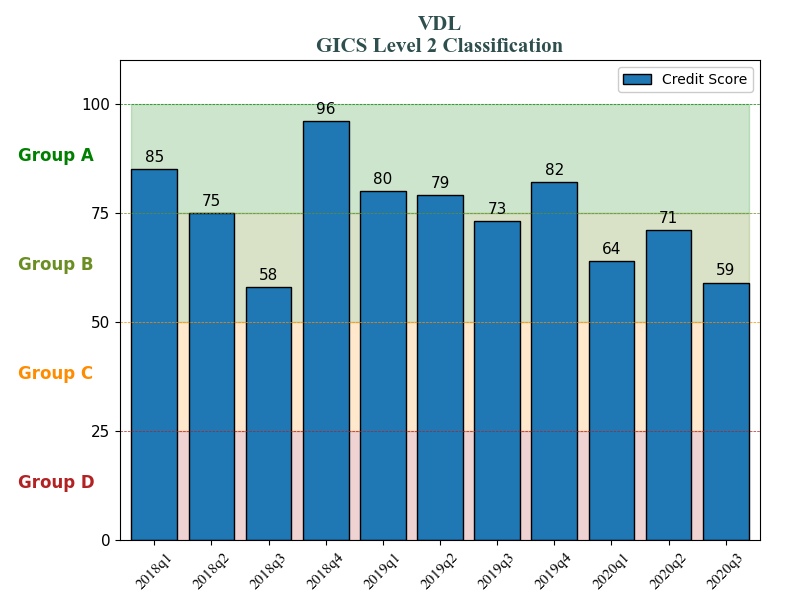 VDL
GICS Level 2 Classification
Credit Score
100
75
50
25
0
Group A
Group B
Group C
Group D
85
75
58
96
80
79
73
82
64
71
59
2018q1
2018q2
2018q3
2018q4
2019q1
2019q2
2019q3
2019q4
2020q1
2020q2
2020q3